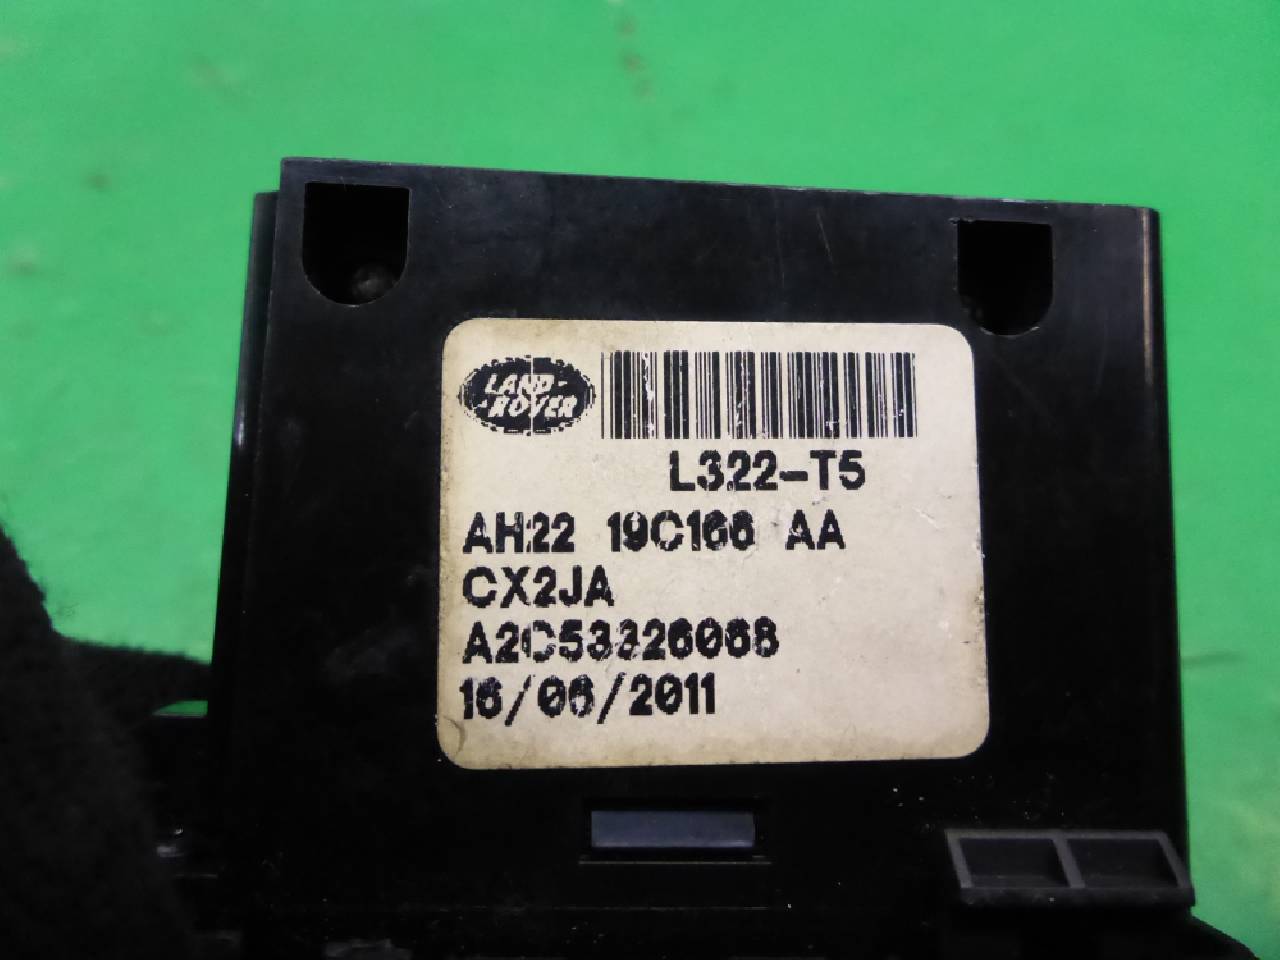 LAND-
-ROVER
L322-T5
AH22 19C166 AA
CX2JA
A2C53326068
16/06/2011